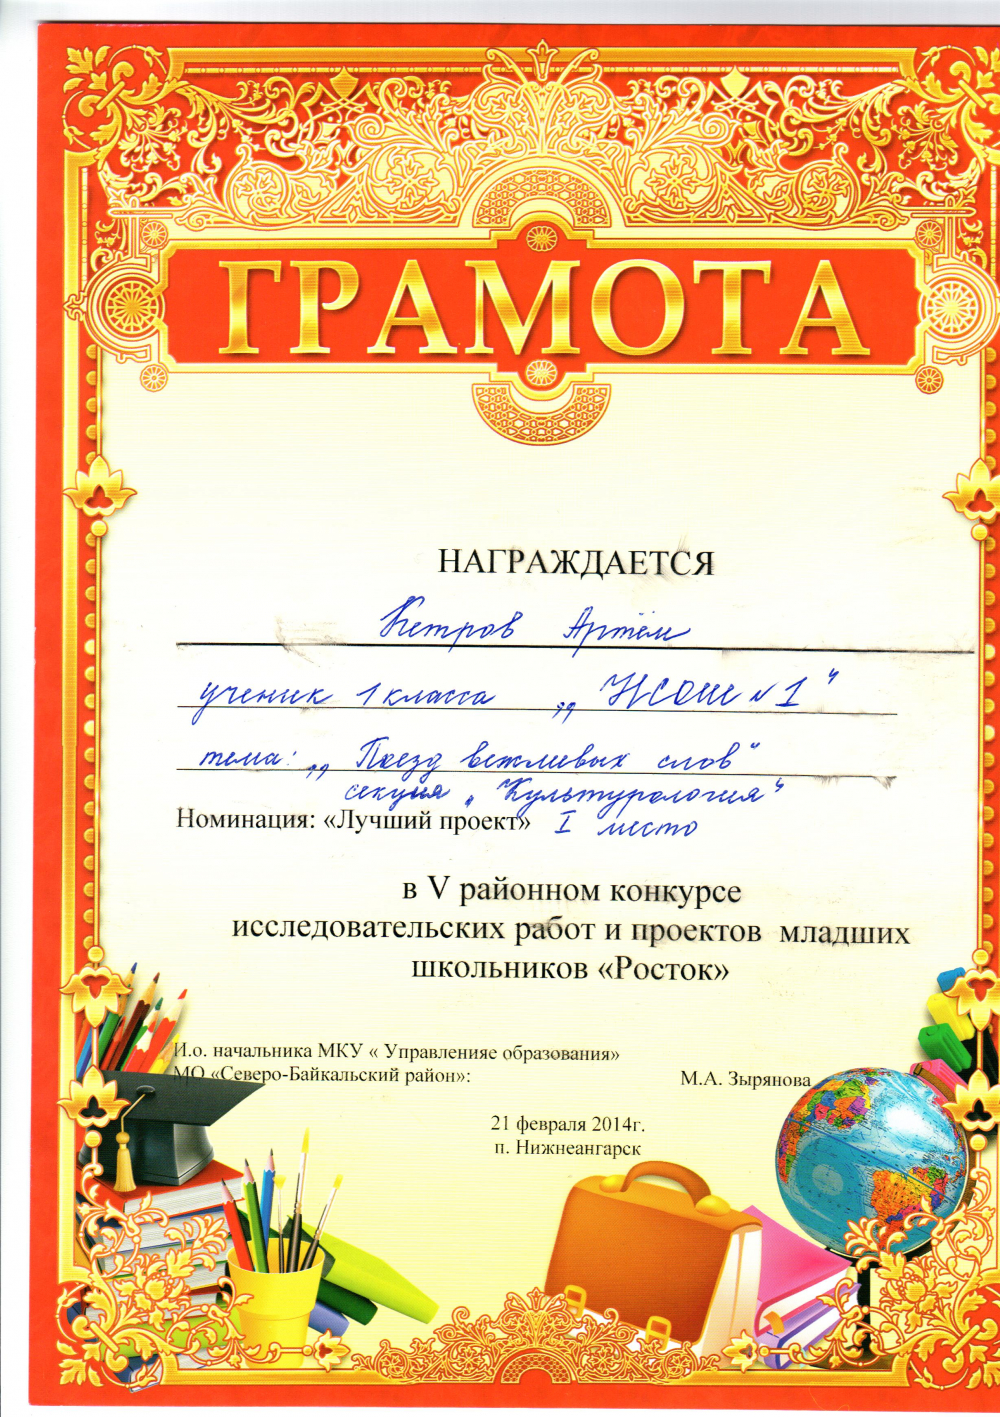 ГРАМОТА
НАГРАЖДАЕТСЯ
Петров Артём
ученик 1 класса „НСОШ №1"
тема: „Поезд вежливых слов"
секция „Культурология"
Номинация: «Лучший проект» I место
в V районном конкурсе
исследовательских работ и проектов младших
школьников «Росток»
И.о. начальника МКУ « Управленияе образования»
МО «Северо-Байкальский район»: М.А. Зырянова
21 февраля 2014г.
п. Нижнеангарск